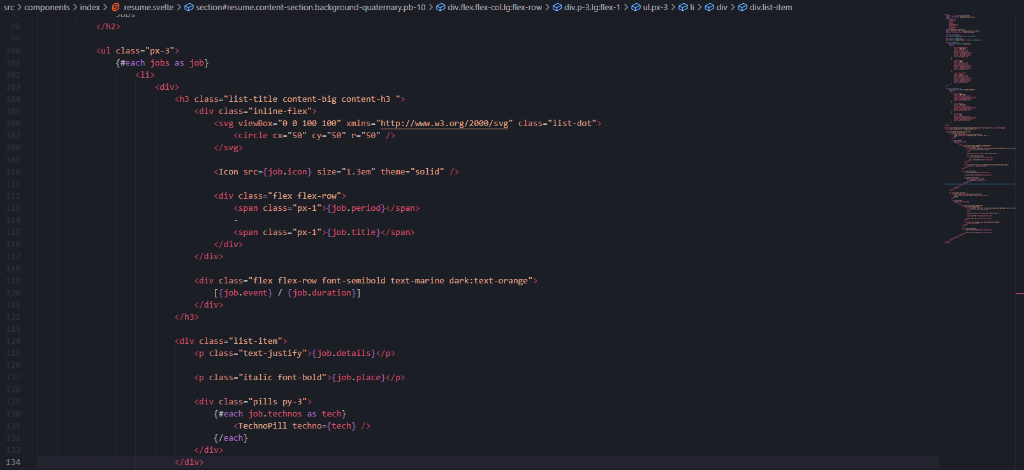 src > components > index > resume.svelte > section#resume.content-section.background-quaternary.pb-10 > div.flex.flex-col.lg:flex-row > div.p-3.lg:flex-1 > ul.px-3 > li > div > div.list-item
Jobs
98 </h2>
99
100 <ul class="px-3">
101 {#each jobs as job}
102 <li>
103 <div>
104 <h3 class="list-title content-big content-h3 ">
105 <div class="inline-flex">
106 <svg viewBox="0 0 100 100" xmlns="http://www.w3.org/2000/svg" class="list-dot">
107 <circle cx="50" cy="50" r="50" />
108 </svg>
109
110 <Icon src={job.icon} size="1.3em" theme="solid" />
111
112 <div class="flex flex-row">
113 <span class="px-1">{job.period}</span>
114 -
115 <span class="px-1">{job.title}</span>
116 </div>
117 </div>
118
119 <div class="flex flex-row font-semibold text-marine dark:text-orange">
120 [{job.event} / {job.duration}]
121 </div>
122 </h3>
123
124 <div class="list-item">
125 <p class="text-justify">{job.details}</p>
126
127 <p class="italic font-bold">{job.place}</p>
128
129 <div class="pills py-3">
130 {#each job.technos as tech}
131 <TechnoPill techno={tech} />
132 {/each}
133 </div>
134 </div>